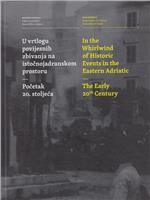 U vrtlogu
povijesnih
zbivanja na
istočnojadranskom
prostoru
Početak
20. stoljeća
In the
Whirlwind
of Historic
Events in the
Eastern Adriatic
The Early
20th Century